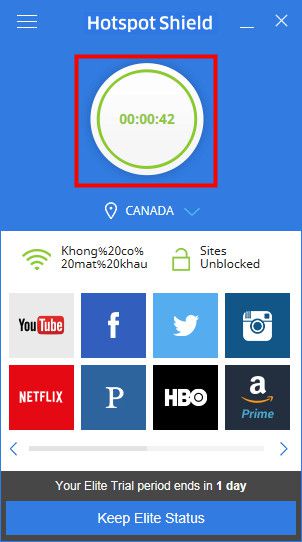 Hotspot Shield
00:00:42
CANADA
Khong%20co%
20mat%20khau
Sites
Unblocked
YouTube
f
NETFLIX
P
HBO
a
Prime
Your Elite Trial period ends in 1 day
Keep Elite Status